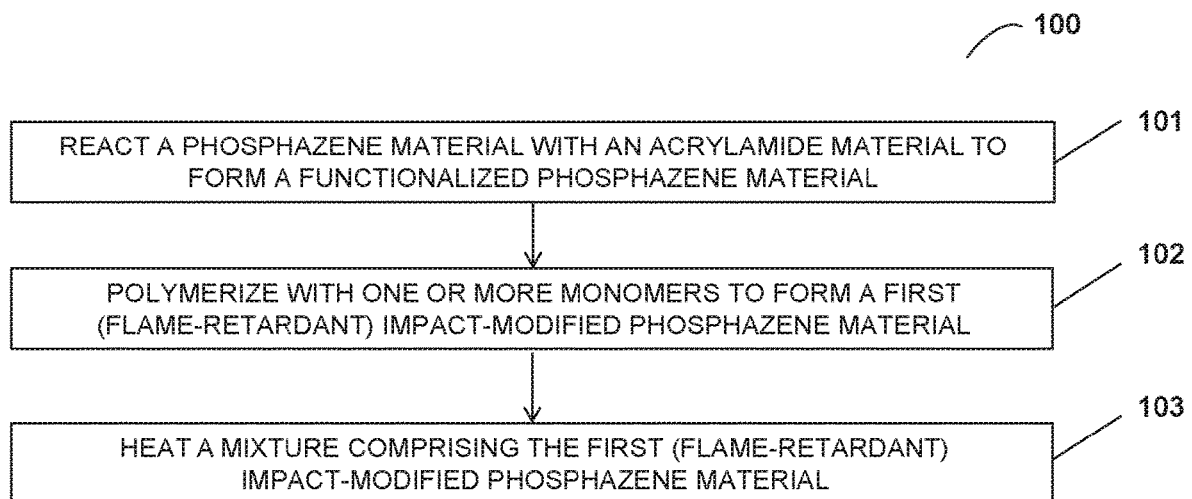 100
101
REACT A PHOSPHAZENE MATERIAL WITH AN ACRYLAMIDE MATERIAL TO
FORM A FUNCTIONALIZED PHOSPHAZENE MATERIAL
102
POLYMERIZE WITH ONE OR MORE MONOMERS TO FORM A FIRST
(FLAME-RETARDANT) IMPACT-MODIFIED PHOSPHAZENE MATERIAL
103
HEAT A MIXTURE COMPRISING THE FIRST (FLAME-RETARDANT)
IMPACT-MODIFIED PHOSPHAZENE MATERIAL